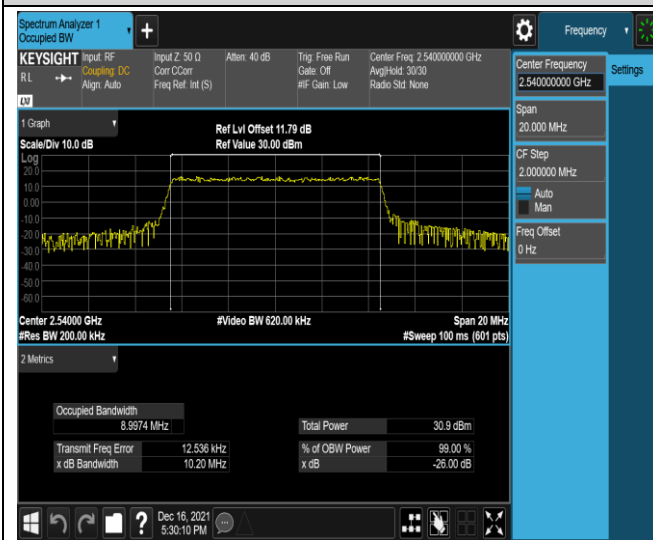 Spectrum Analyzer 1
Occupied BW
Frequency
KEYSIGHT
RL
LXI
Input: RF
Coupling: DC
Align: Auto
Input Z: 50 Ω
Corr CCorr
Freq Ref: Int (S)
Atten: 40 dB
Trig: Free Run
Gate: Off
#IF Gain: Low
Center Freq: 2.540000000 GHz
Avg|Hold: 30/30
Radio Std: None
Center Frequency
2.540000000 GHz
Settings
Span
20.000 MHz
CF Step
2.000000 MHz
Auto
Man
Freq Offset
0 Hz
1 Graph
Scale/Div 10.0 dB
Ref Lvl Offset 11.79 dB
Ref Value 30.00 dBm
Log
20.0
10.0
0.00
-10.0
-20.0
-30.0
-40.0
-50.0
-60.0
Center 2.54000 GHz
#Res BW 200.00 kHz
#Video BW 620.00 kHz
Span 20 MHz
#Sweep 100 ms (601 pts)
2 Metrics
Occupied Bandwidth
8.9974 MHz
Total Power 30.9 dBm
Transmit Freq Error 12.536 kHz
% of OBW Power 99.00 %
x dB Bandwidth 10.20 MHz
x dB -26.00 dB
?
Dec 16, 2021
5:30:10 PM